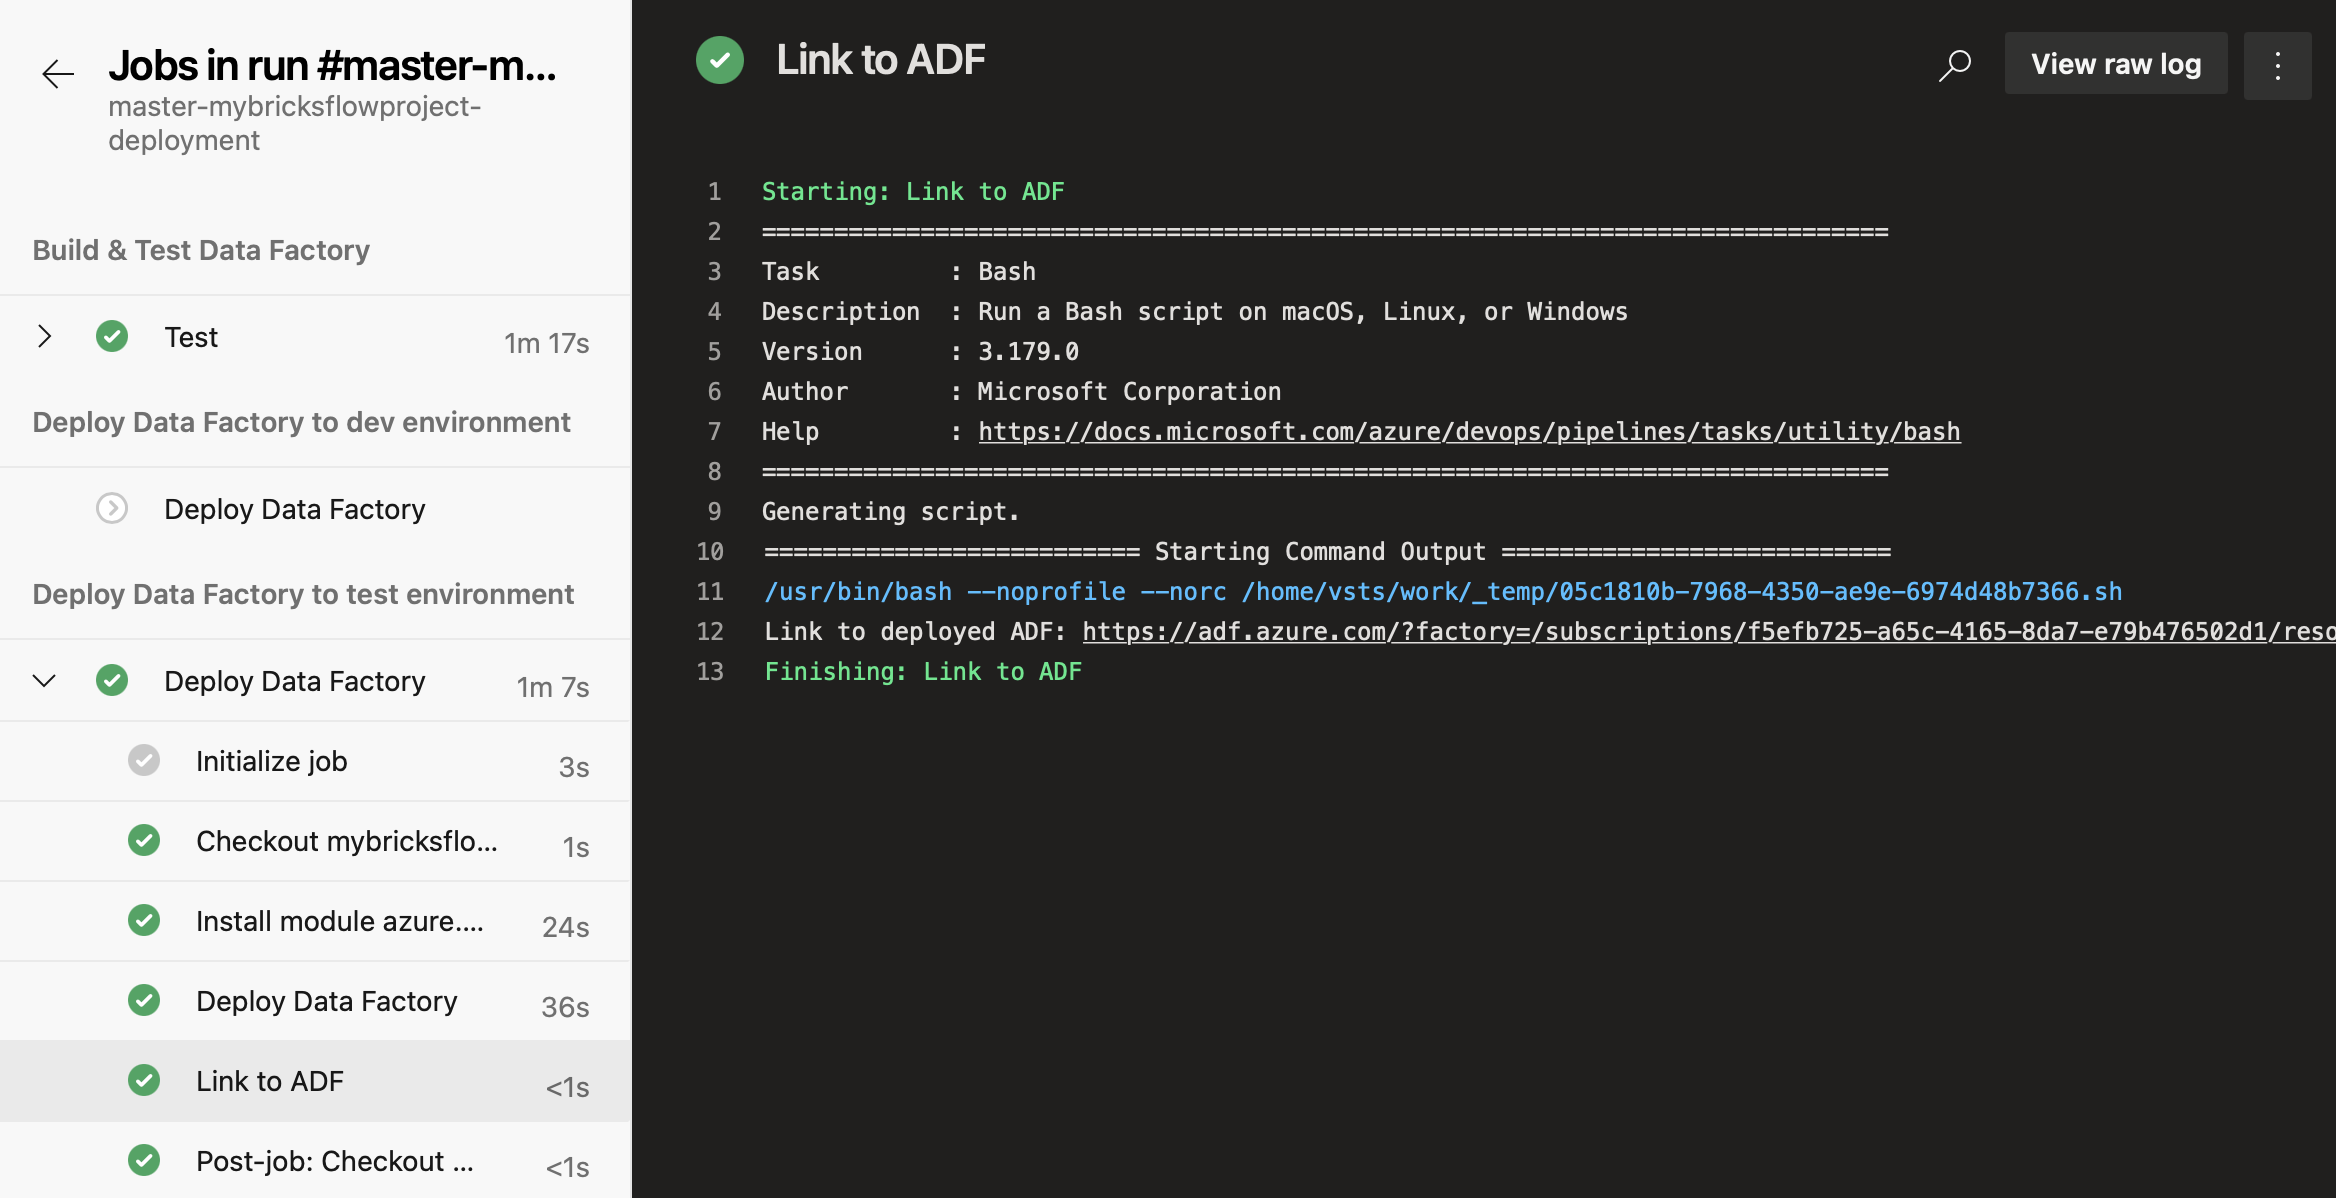 Jobs in run #master-m...
master-mybricksflowproject-
deployment
Build & Test Data Factory
Test 1m 17s
Deploy Data Factory to dev environment
Deploy Data Factory
Deploy Data Factory to test environment
Deploy Data Factory 1m 7s
Initialize job 3s
Checkout mybricksflo... 1s
Install module azure.... 24s
Deploy Data Factory 36s
Link to ADF <1s
Post-job: Checkout ... <1s
Link to ADF
View raw log
1 Starting: Link to ADF
2 ==============================================================================
3 Task : Bash
4 Description : Run a Bash script on macOS, Linux, or Windows
5 Version : 3.179.0
6 Author : Microsoft Corporation
7 Help : https://docs.microsoft.com/azure/devops/pipelines/tasks/utility/bash
8 ==============================================================================
9 Generating script.
10 ========================== Starting Command Output ===========================
11 /usr/bin/bash --noprofile --norc /home/vsts/work/_temp/05c1810b-7968-4350-ae9e-6974d48b7366.sh
12 Link to deployed ADF: https://adf.azure.com/?factory=/subscriptions/f5efb725-a65c-4165-8da7-e79b476502d1/reso
13 Finishing: Link to ADF